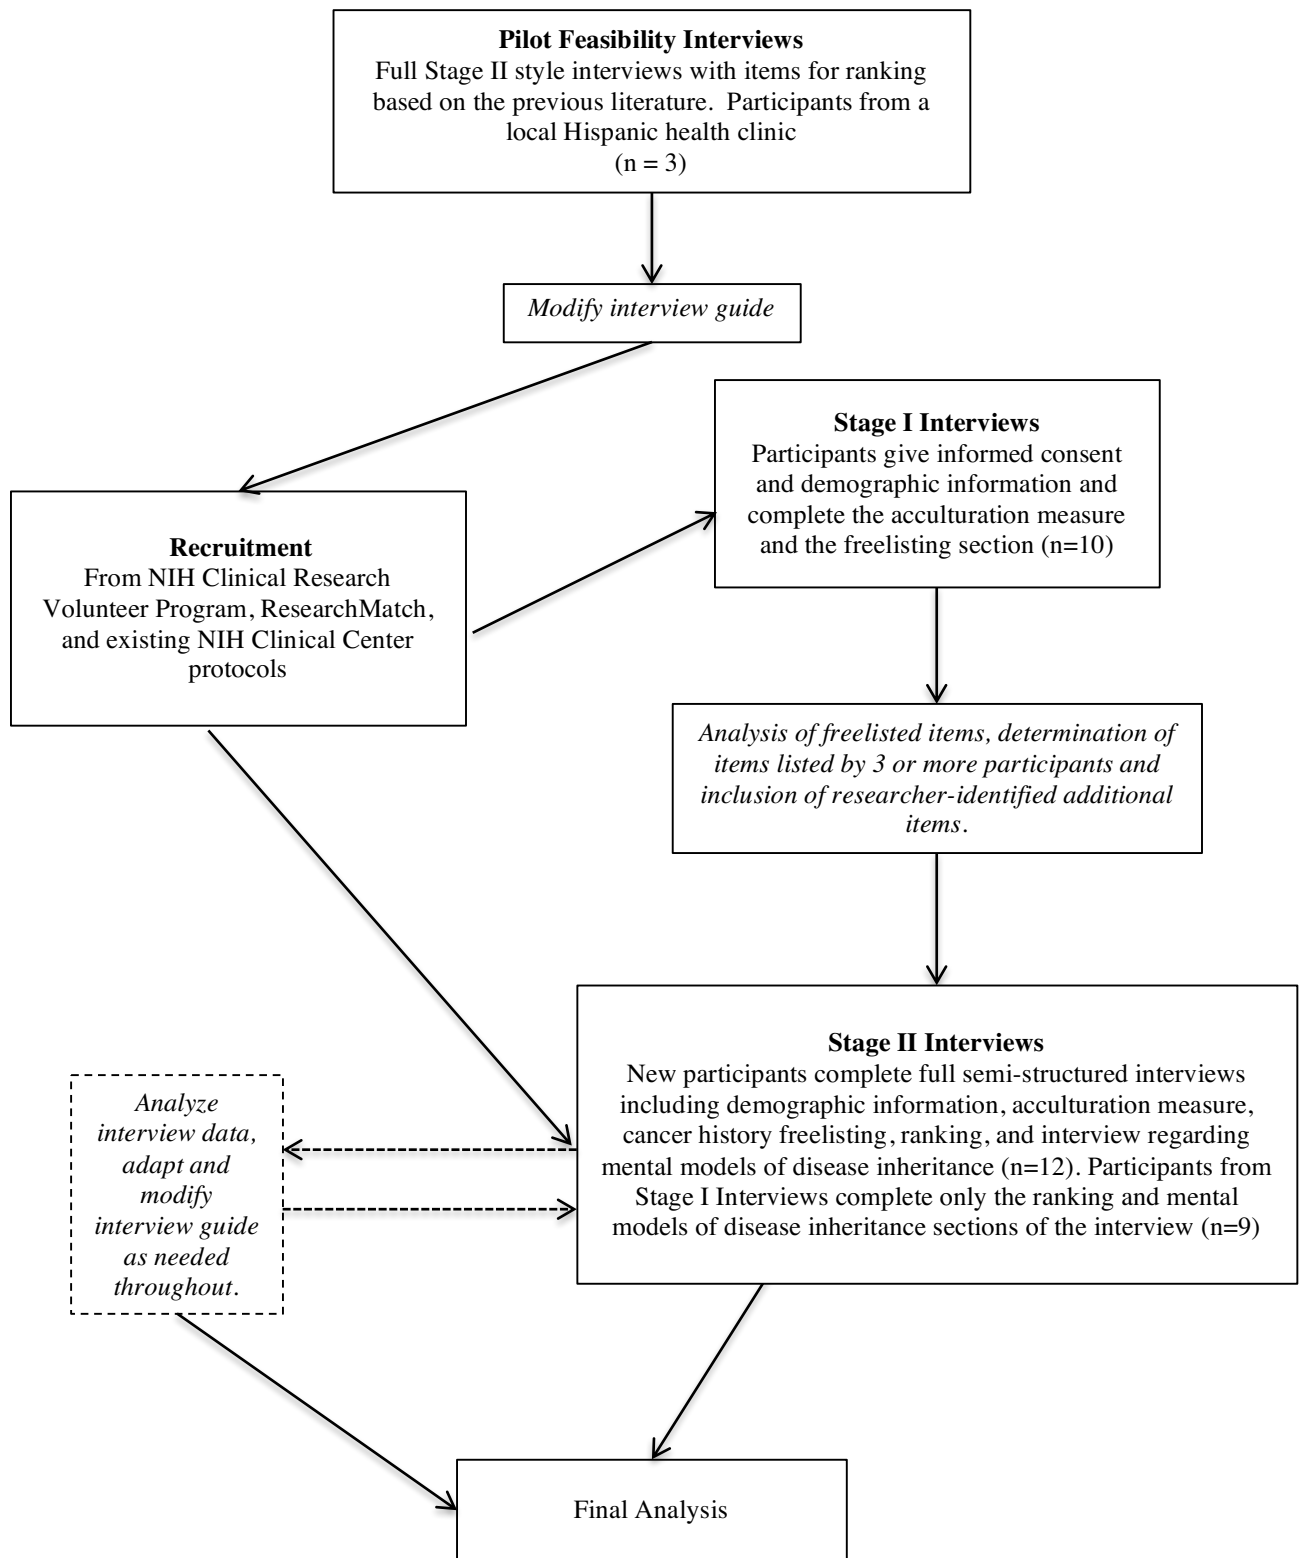 Pilot Feasibility Interviews
Full Stage II style interviews with items for ranking
based on the previous literature.  Participants from a
local Hispanic health clinic
(n = 3)
Modify interview guide
Stage I Interviews
Participants give informed consent
and demographic information and
complete the acculturation measure
and the freelisting section (n=10)
Recruitment
From NIH Clinical Research
Volunteer Program, ResearchMatch,
and existing NIH Clinical Center
protocols
Analysis of freelisted items, determination of
items listed by 3 or more participants and
inclusion of researcher-identified additional
items.
Stage II Interviews
New participants complete full semi-structured interviews
including demographic information, acculturation measure,
cancer history freelisting, ranking, and interview regarding
mental models of disease inheritance (n=12). Participants from
Stage I Interviews complete only the ranking and mental
models of disease inheritance sections of the interview (n=9)
Analyze
interview data,
adapt and
modify
interview guide
as needed
throughout.
Final Analysis